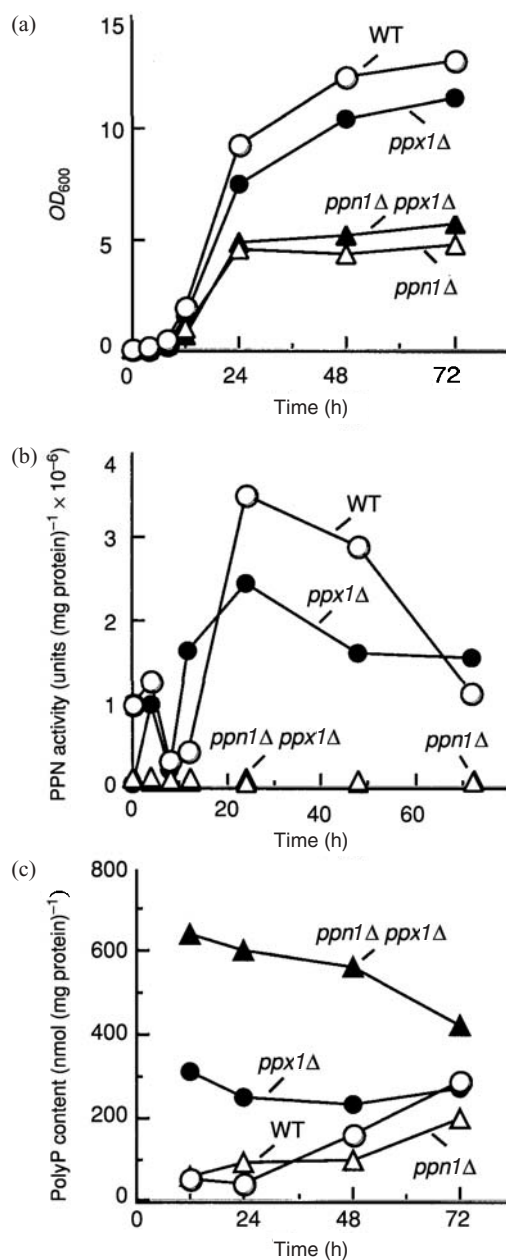 (a)
15
10
5
0
OD600
WT
ppx1Δ
ppn1Δ ppx1Δ
ppn1Δ
0 24 48 72
Time (h)
(b)
4
3
2
1
0
PPN activity (units (mg protein)⁻¹ × 10⁻⁶)
WT
ppx1Δ
ppn1Δ ppx1Δ
ppn1Δ
0 20 40 60
Time (h)
(c)
800
600
400
200
0
PolyP content (nmol (mg protein)⁻¹
ppn1Δ ppx1Δ
ppx1Δ
WT
ppn1Δ
0 24 48 72
Time (h)